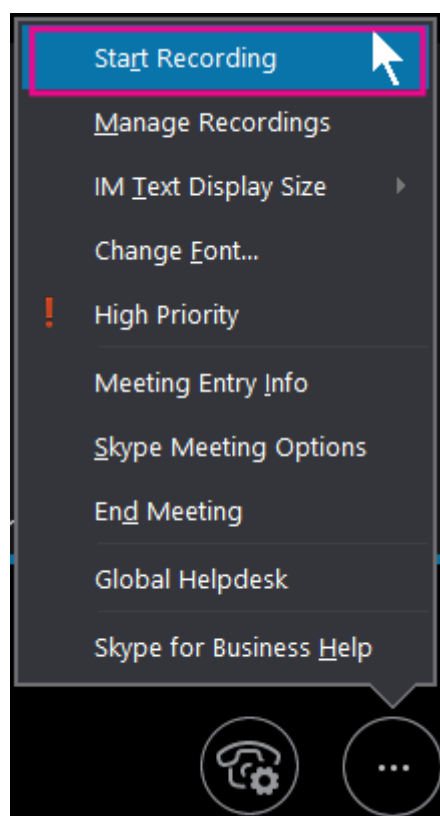 Start Recording
Manage Recordings
IM Text Display Size
Change Font...
High Priority
Meeting Entry Info
Skype Meeting Options
End Meeting
Global Helpdesk
Skype for Business Help